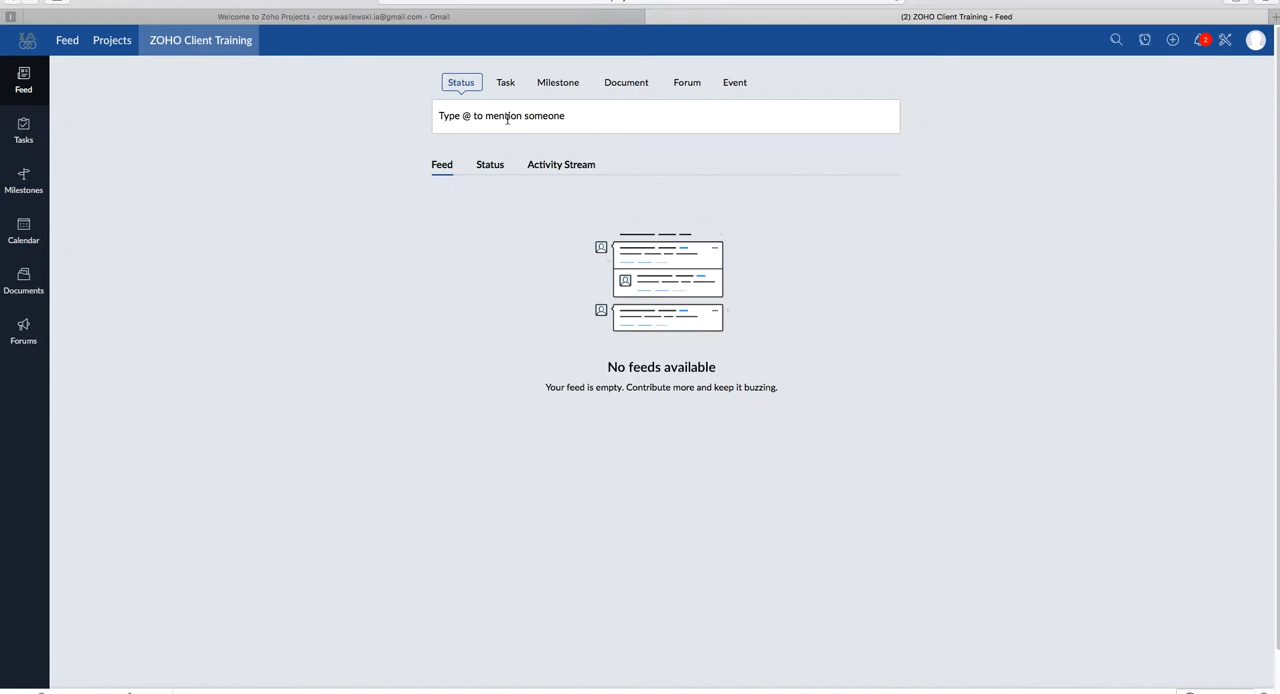 Welcome to Zoho Projects - cory.wasilewski.ia@gmail.com - Gmail
(2) ZOHO Client Training - Feed
IA
Feed Projects ZOHO Client Training
2
Feed
Tasks
Milestones
Calendar
Documents
Forums
Status Task Milestone Document Forum Event
Type @ to mention someone
Feed Status Activity Stream
No feeds available
Your feed is empty. Contribute more and keep it buzzing.